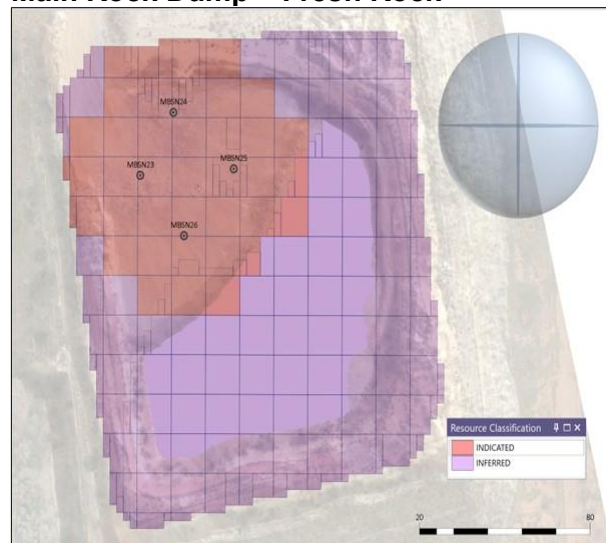 MBSN24
MBSN23
MBSN25
MBSN26
Resource Classification
INDICATED
INFERRED
20
80